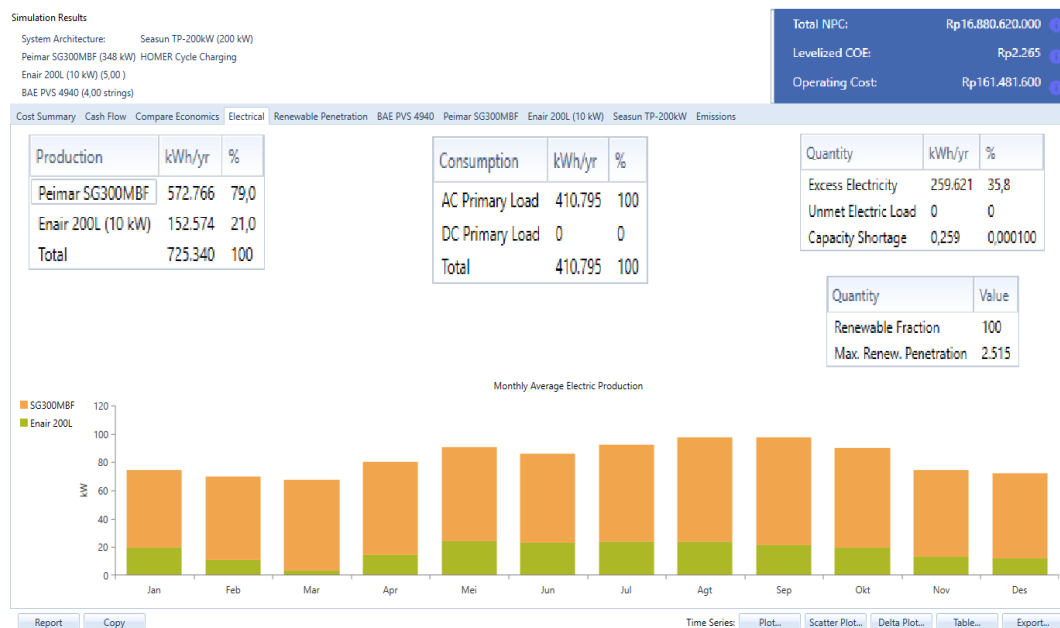 Simulation Results
System Architecture: Seasun TP-200kW (200 kW)
Peimar SG300MBF (348 kW) HOMER Cycle Charging
Enair 200L (10 kW) (5,00 )
BAE PVS 4940 (4,00 strings)
Total NPC: Rp16.880.620.000
Levelized COE: Rp2.265
Operating Cost: Rp161.481.600
Cost Summary Cash Flow Compare Economics Electrical Renewable Penetration BAE PVS 4940 Peimar SG300MBF Enair 200L (10 kW) Seasun TP-200kW Emissions
Production kWh/yr %
Peimar SG300MBF 572.766 79,0
Enair 200L (10 kW) 152.574 21,0
Total 725.340 100
Consumption kWh/yr %
AC Primary Load 410.795 100
DC Primary Load 0 0
Total 410.795 100
Quantity kWh/yr %
Excess Electricity 259.621 35,8
Unmet Electric Load 0 0
Capacity Shortage 0,259 0,000100
Quantity Value
Renewable Fraction 100
Max. Renew. Penetration 2.515
Monthly Average Electric Production
SG300MBF
Enair 200L
120
100
80
60
40
20
0
kW
Jan Feb Mar Apr Mei Jun Jul Agt Sep Okt Nov Des
Report Copy Time Series: Plot... Scatter Plot... Delta Plot... Table... Export...